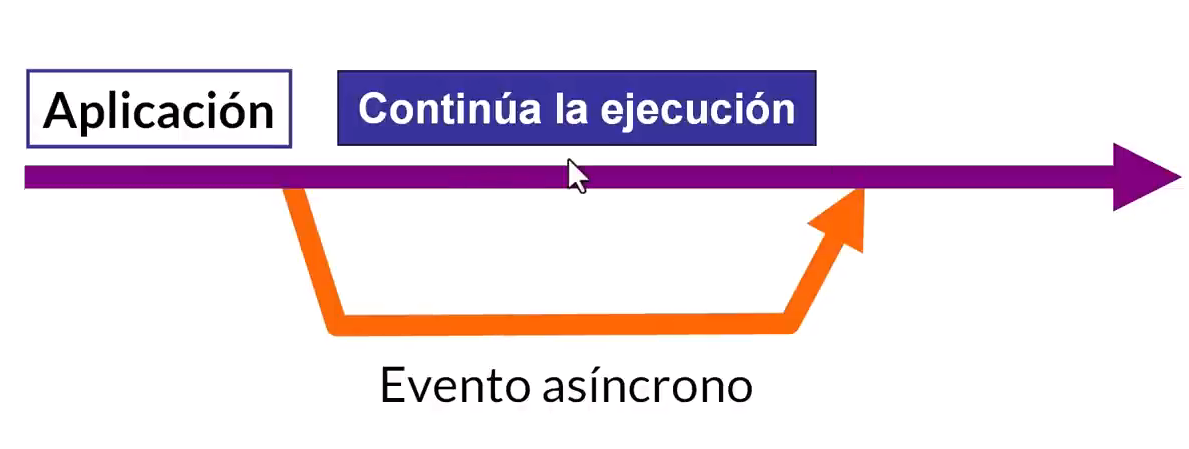 Aplicación
Continúa la ejecución
Evento asíncrono